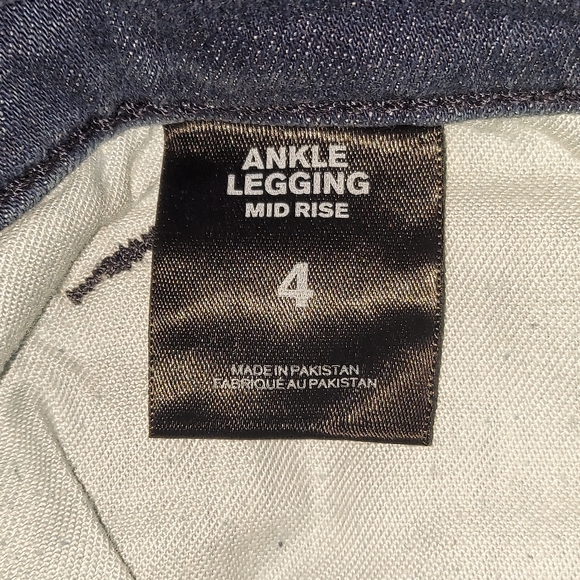 ANKLE
LEGGING
MID RISE
4
MADE IN PAKISTAN
FABRIQUÉ AU PAKISTAN